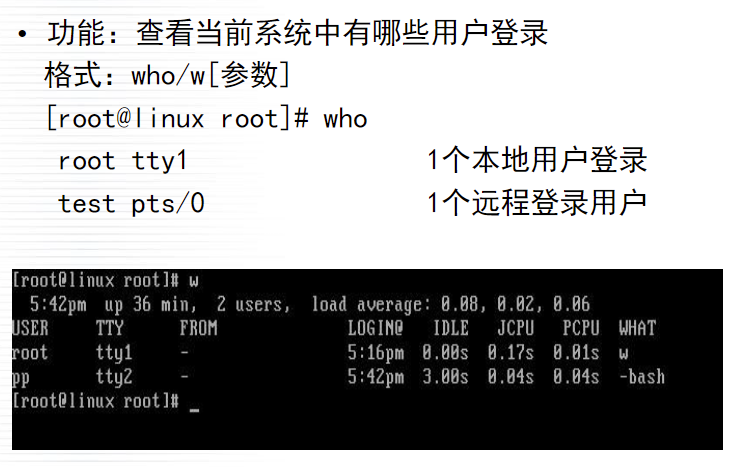 • 功能：查看当前系统中有哪些用户登录
格式：who/w[参数]
[root@linux root]# who
root tty1 1个本地用户登录
test pts/0 1个远程登录用户
[root@linux root]# w
5:42pm up 36 min, 2 users, load average: 0.08, 0.02, 0.06
USER TTY FROM LOGIN@ IDLE JCPU PCPU WHAT
root tty1 - 5:16pm 0.00s 0.17s 0.01s w
pp tty2 - 5:42pm 3.00s 0.04s 0.04s -bash
[root@linux root]# _